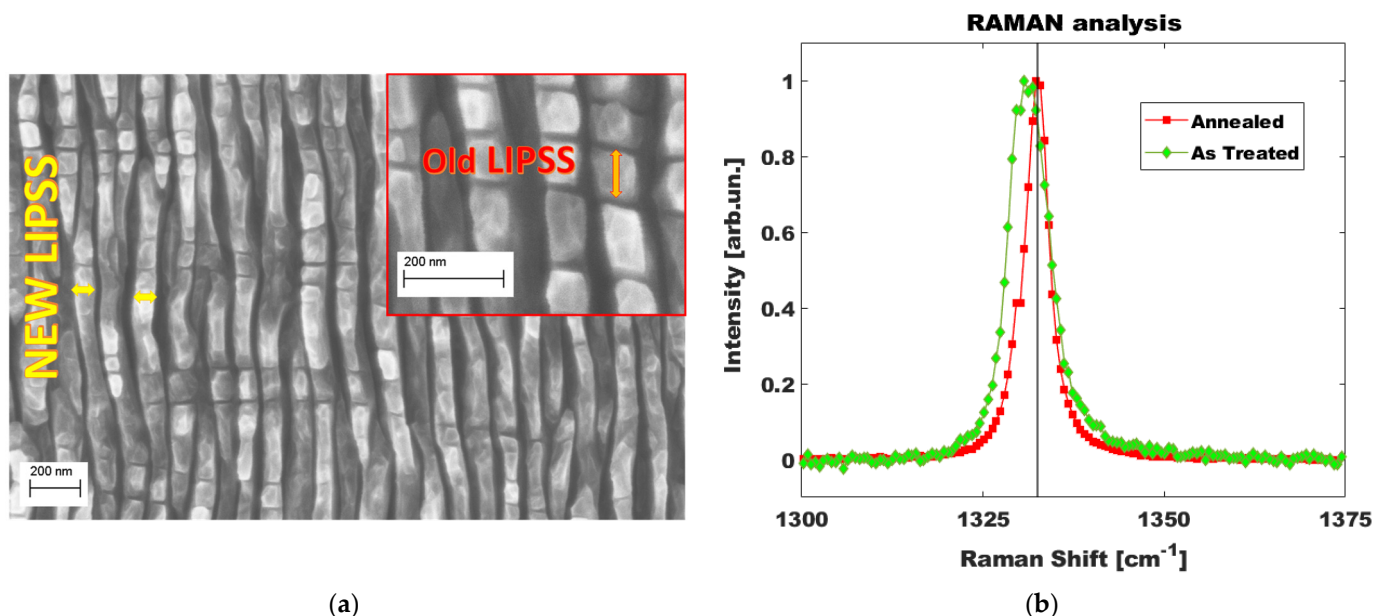 NEW LIPSS
Old LIPSS
200 nm
200 nm
(a)
RAMAN analysis
Intensity [arb.un.]
1
0.8
0.6
0.4
0.2
0
Annealed
As Treated
1300
1325
1350
1375
Raman Shift [cm⁻¹]
(b)